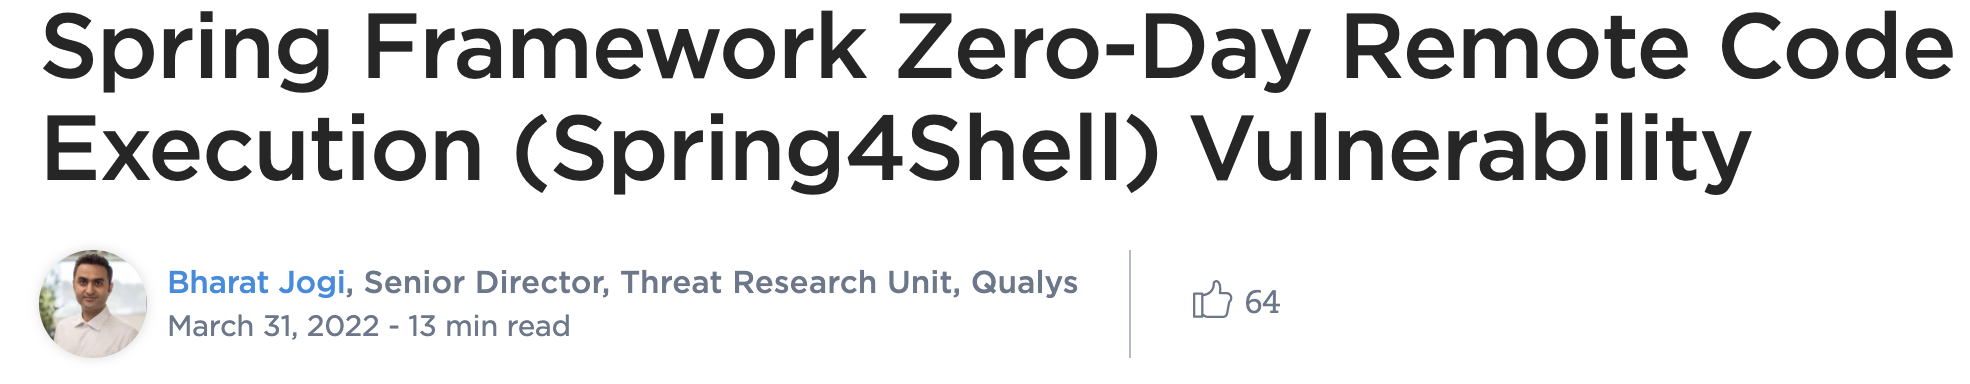 Spring Framework Zero-Day Remote Code
Execution (Spring4Shell) Vulnerability
Bharat Jogi, Senior Director, Threat Research Unit, Qualys
March 31, 2022 - 13 min read
64